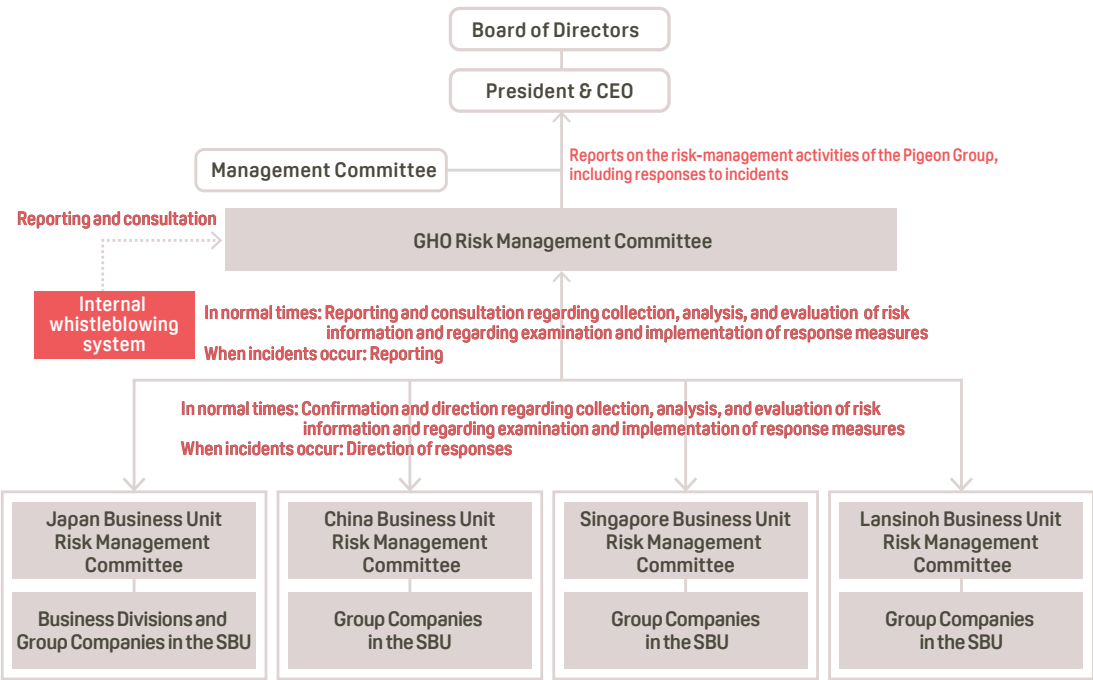 Board of Directors
President & CEO
Management Committee
Reports on the risk-management activities of the Pigeon Group,
including responses to incidents
Reporting and consultation
GHO Risk Management Committee
Internal
whistleblowing
system
In normal times: Reporting and consultation regarding collection, analysis, and evaluation of risk
information and regarding examination and implementation of response measures
When incidents occur: Reporting
In normal times: Confirmation and direction regarding collection, analysis, and evaluation of risk
information and regarding examination and implementation of response measures
When incidents occur: Direction of responses
Japan Business Unit
Risk Management
Committee
Business Divisions and
Group Companies in the SBU
China Business Unit
Risk Management
Committee
Group Companies
in the SBU
Singapore Business Unit
Risk Management
Committee
Group Companies
in the SBU
Lansinoh Business Unit
Risk Management
Committee
Group Companies
in the SBU